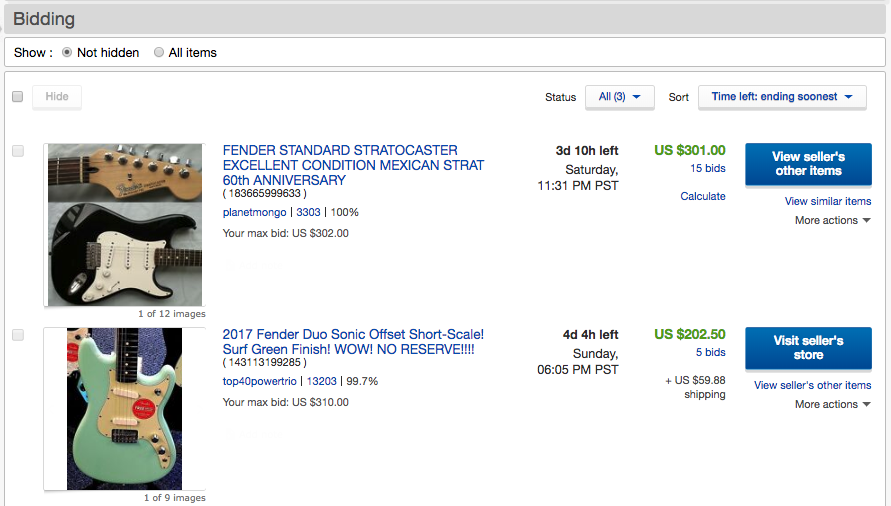 Bidding
Show : Not hidden All items
Hide
Status All (3) Sort Time left: ending soonest
FENDER STANDARD STRATOCASTER
EXCELLENT CONDITION MEXICAN STRAT
60th ANNIVERSARY
( 183665999633 )
planetmongo | 3303 | 100%
Your max bid: US $302.00
3d 10h left
Saturday,
11:31 PM PST
US $301.00
15 bids
Calculate
View seller's
other items
View similar items
More actions
1 of 12 images
2017 Fender Duo Sonic Offset Short-Scale!
Surf Green Finish! WOW! NO RESERVE!!!!
( 143113199285 )
top40powertrio | 13203 | 99.7%
Your max bid: US $310.00
4d 4h left
Sunday,
06:05 PM PST
US $202.50
5 bids
+ US $59.88
shipping
Visit seller's
store
View seller's other items
More actions
1 of 9 images